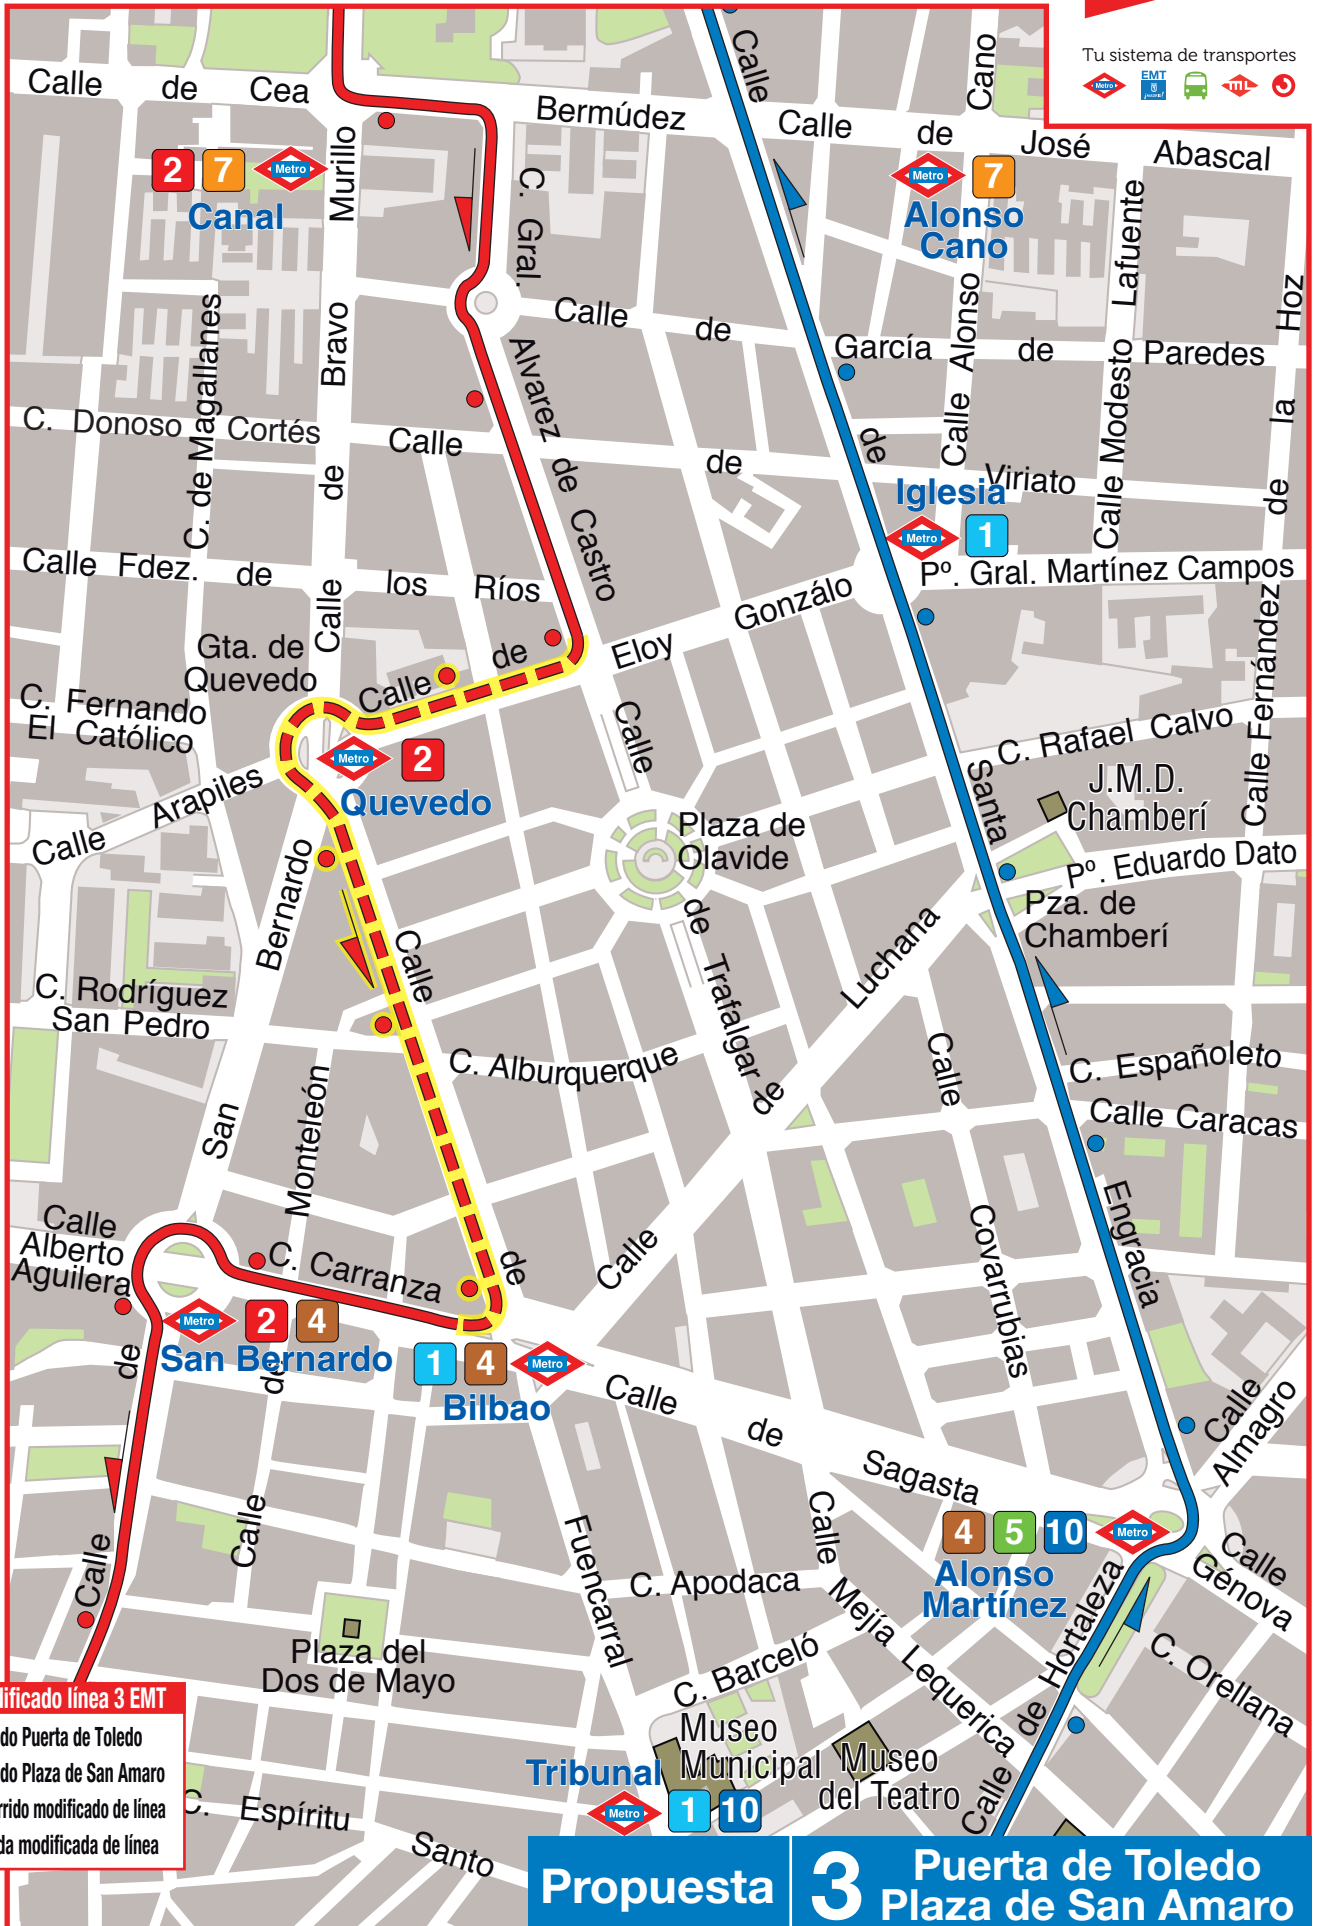 Tu sistema de transportes
Metro
EMT
ML
Calle de Cea Bermúdez
Calle de José Abascal
Calle
Cano
2 7 Metro
Canal
Murillo
C. Gral.
Metro 7
Alonso
Cano
Lafuente
Hoz
Calle de García de Paredes
Bravo
C. de Magallanes
Alvarez de Castro
Calle Alonso
Calle Modesto
la
C. Donoso Cortés
Calle de Viriato
de
de
de
Iglesia
Metro 1
Calle Fdez. de los Ríos
Calle
Pº. Gral. Martínez Campos
Calle de Eloy Gonzálo
Gta. de
Quevedo
C. Fernando
El Católico
Calle Arapiles
Metro 2
Quevedo
Calle
Santa
C. Rafael Calvo
Calle Fernández
J.M.D.
Chamberí
Plaza de
Olavide
Pº. Eduardo Dato
Pza. de
Chamberí
Bernardo
Calle
de Trafalgar
Luchana
C. Rodríguez
San Pedro
C. Alburquerque
de
Calle
C. Españoleto
Calle Caracas
San
Monteleón
Calle
Alberto
Aguilera
C. Carranza
de
Calle
Covarrubias
Engracia
Metro 2 4
San Bernardo
de
de
1 4 Metro
Bilbao
Calle de Sagasta
Calle
Almagro
Calle
Calle
Fuencarral
Calle
Mejía Lequerica
4 5 10 Metro
Alonso
Martínez
Calle
Génova
C. Apodaca
C. Barceló
Calle de Hortaleza
C. Orellana
Plaza del
Dos de Mayo
Museo
Municipal
Museo
del Teatro
Tribunal
Metro 1 10
dificado línea 3 EMT
do Puerta de Toledo
do Plaza de San Amaro
rrido modificado de línea
da modificada de línea
C. Espíritu Santo
Propuesta 3 Puerta de Toledo
Plaza de San Amaro